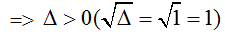 => Δ > 0(√Δ = √1 = 1)